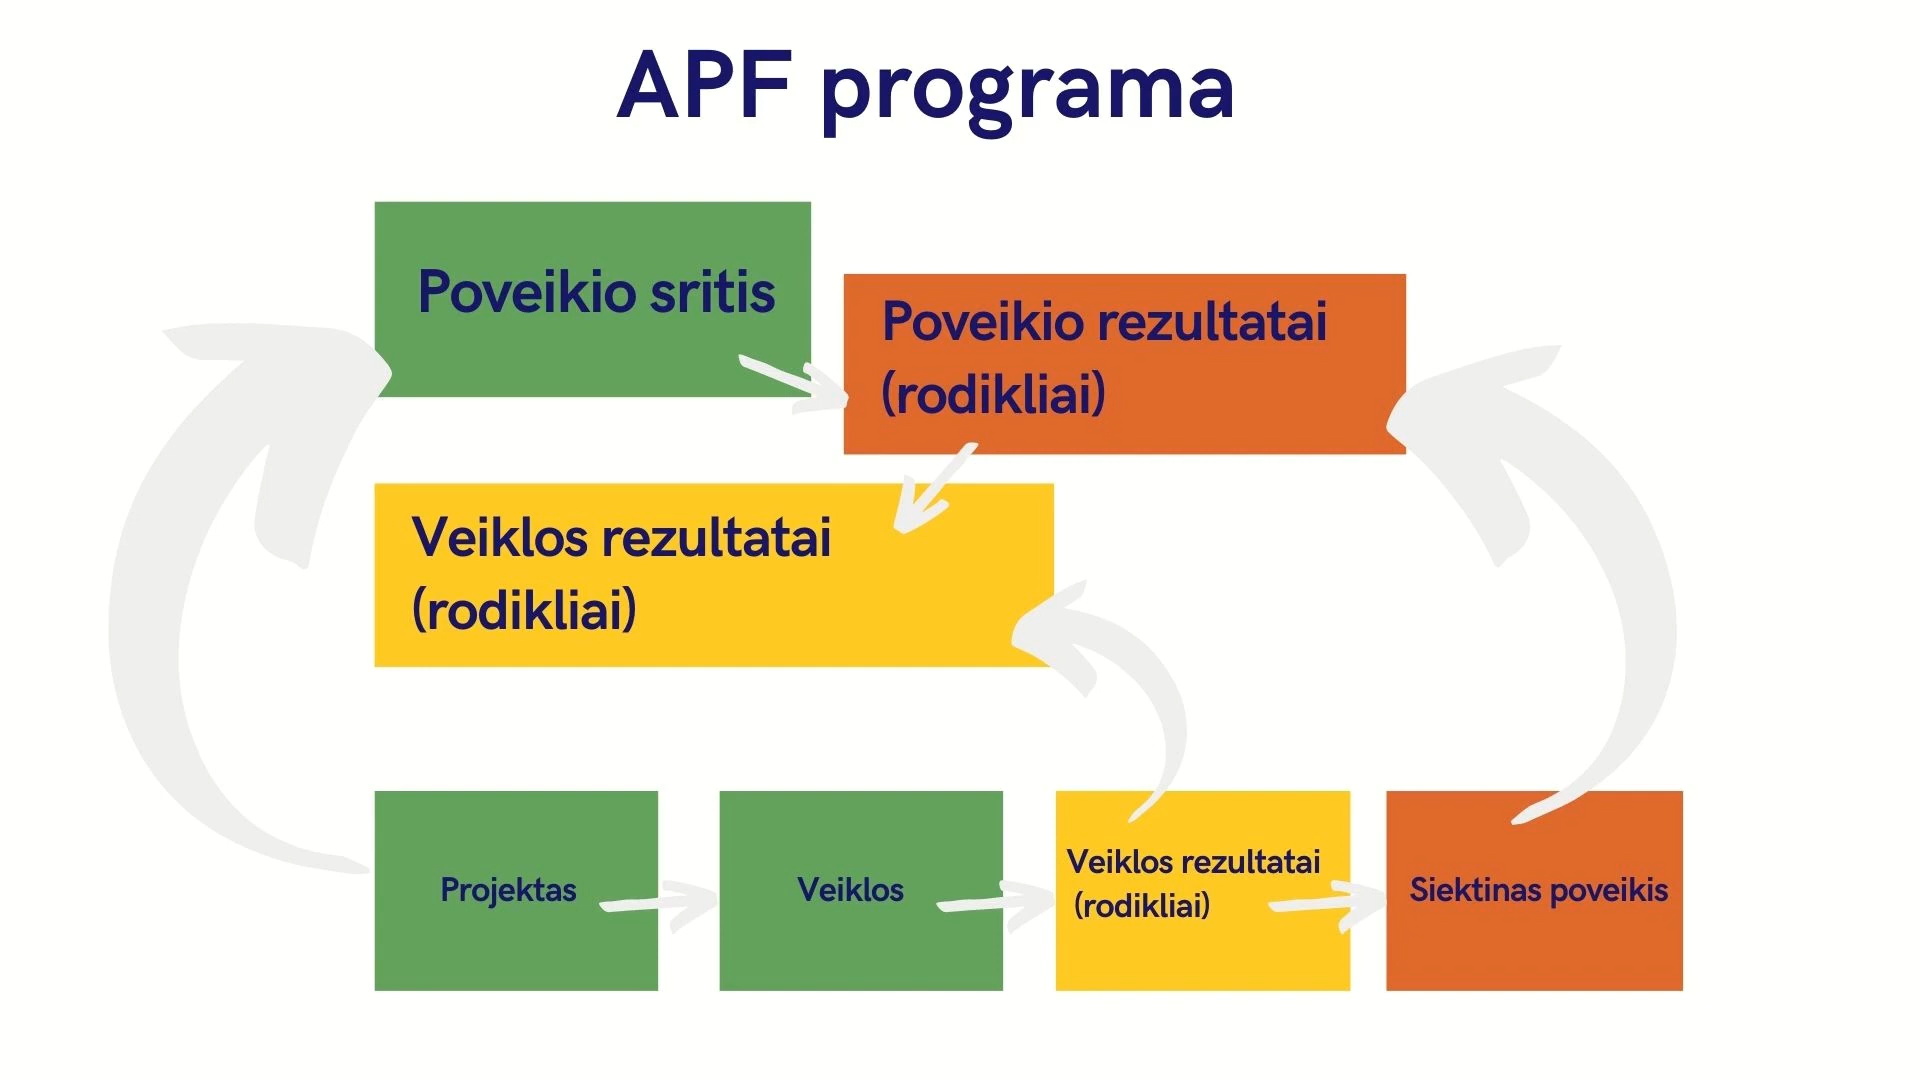 APF programa
Poveikio sritis
Poveikio rezultatai
(rodikliai)
Veiklos rezultatai
(rodikliai)
Projektas
Veiklos
Veiklos rezultatai
(rodikliai)
Siektinas poveikis